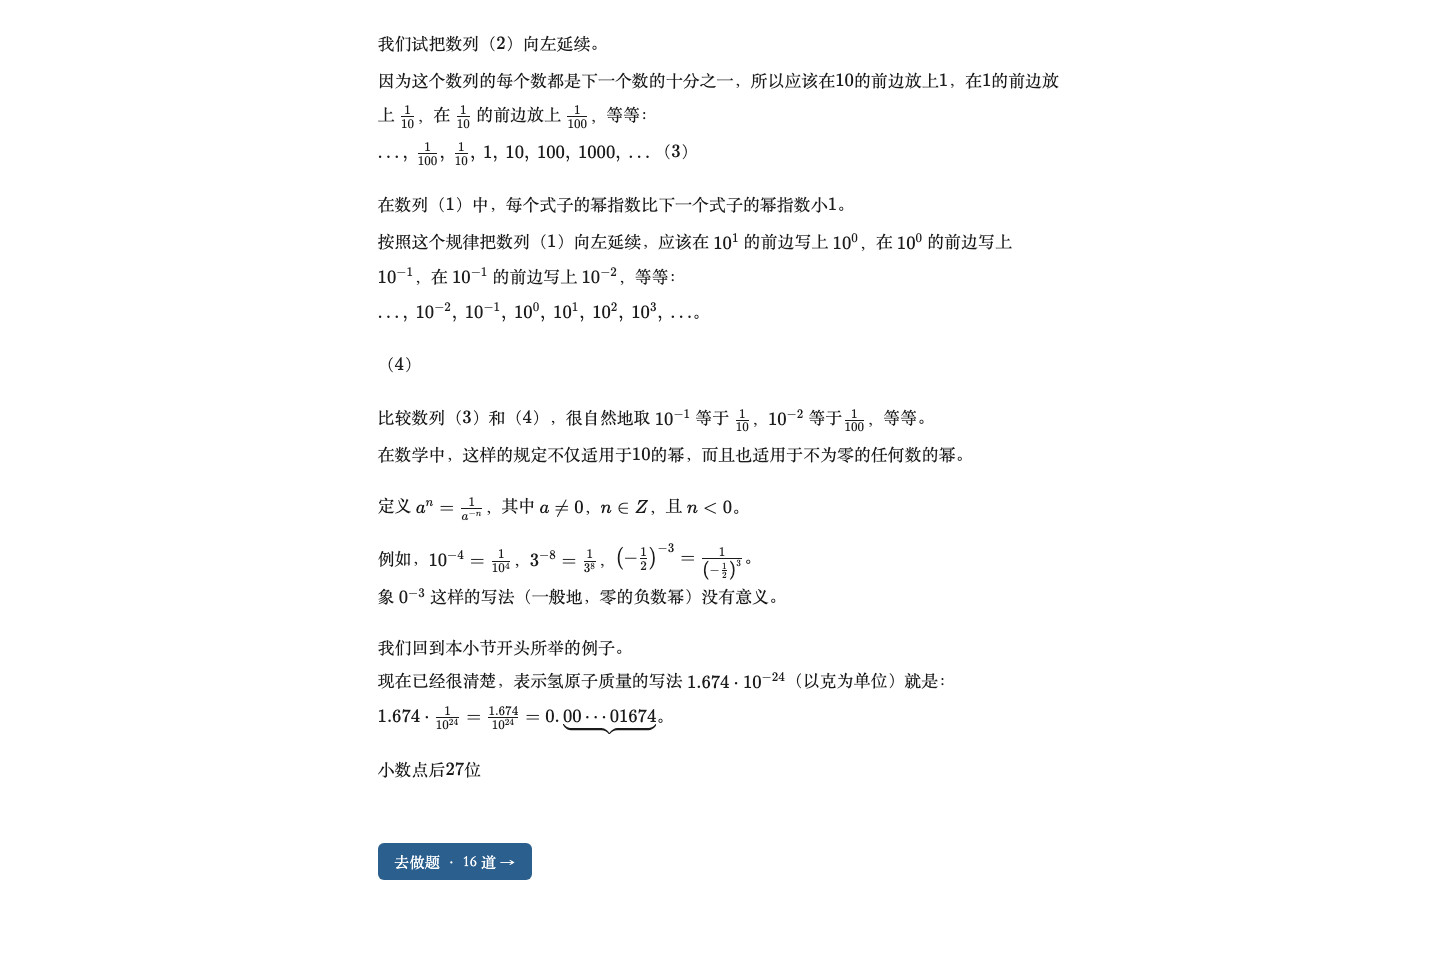 我们试把数列（2）向左延续。
因为这个数列的每个数都是下一个数的十分之一，所以应该在10的前边放上1，在1的前边放
上 1/10，在 1/10 的前边放上 1/100，等等：
…, 1/100, 1/10, 1, 10, 100, 1000, …（3）
在数列（1）中，每个式子的幂指数比下一个式子的幂指数小1。
按照这个规律把数列（1）向左延续，应该在 10¹ 的前边写上 10⁰，在 10⁰ 的前边写上
10⁻¹，在 10⁻¹ 的前边写上 10⁻²，等等：
…, 10⁻², 10⁻¹, 10⁰, 10¹, 10², 10³, …。
（4）
比较数列（3）和（4），很自然地取 10⁻¹ 等于 1/10，10⁻² 等于 1/100，等等。
在数学中，这样的规定不仅适用于10的幂，而且也适用于不为零的任何数的幂。
定义 aⁿ = 1/a⁻ⁿ，其中 a ≠ 0，n ∈ Z，且 n < 0。
例如，10⁻⁴ = 1/10⁴，3⁻⁸ = 1/3⁸，(−1/2)⁻³ = 1/(−1/2)³。
象 0⁻³ 这样的写法（一般地，零的负数幂）没有意义。
我们回到本小节开头所举的例子。
现在已经很清楚，表示氢原子质量的写法 1.674 · 10⁻²⁴（以克为单位）就是：
1.674 · 1/10²⁴ = 1.674/10²⁴ = 0.00···01674。
小数点后27位
去做题 · 16 道 →